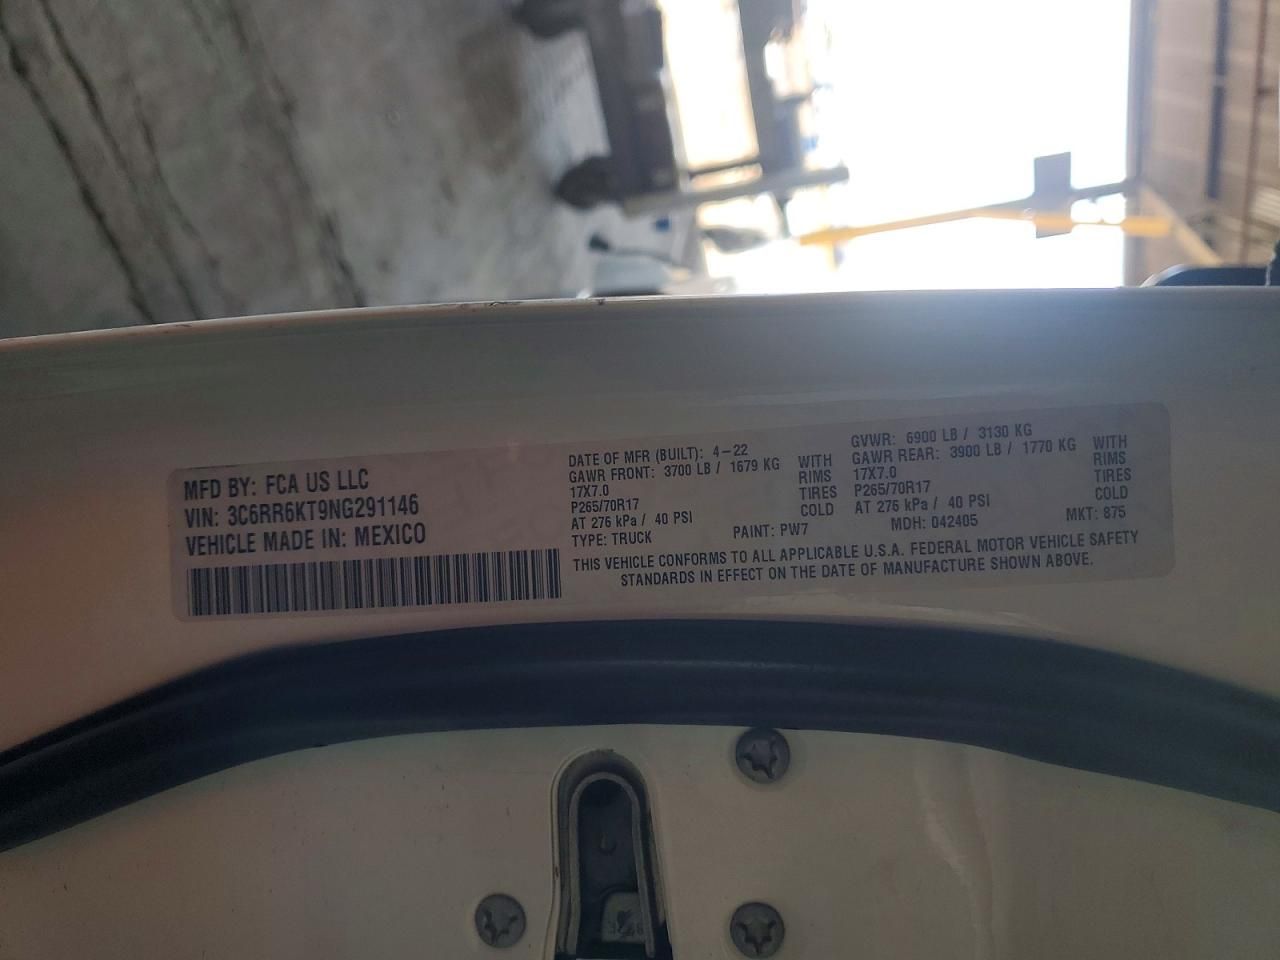 MFD BY: FCA US LLC
VIN: 3C6RR6KT9NG291146
VEHICLE MADE IN: MEXICO
DATE OF MFR (BUILT): 4-22
GVWR: 6900 LB / 3130 KG
GAWR FRONT: 3700 LB / 1679 KG WITH
17X7.0 RIMS
P265/70R17 TIRES
AT 276 kPa / 40 PSI COLD
GAWR REAR: 3900 LB / 1770 KG WITH
17X7.0 RIMS
P265/70R17 TIRES
AT 276 kPa / 40 PSI COLD
TYPE: TRUCK PAINT: PW7 MDH: 042405 MKT: 875
THIS VEHICLE CONFORMS TO ALL APPLICABLE U.S.A. FEDERAL MOTOR VEHICLE SAFETY
STANDARDS IN EFFECT ON THE DATE OF MANUFACTURE SHOWN ABOVE.